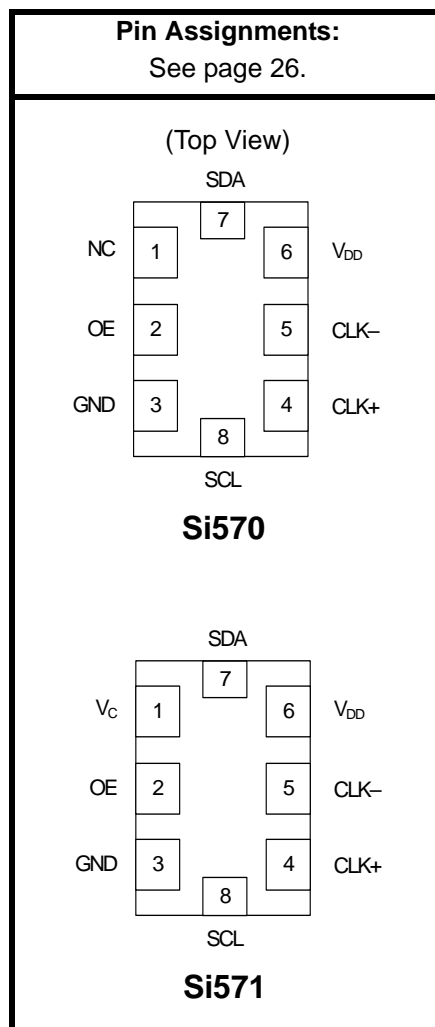 Pin Assignments:
See page 26.
(Top View)
SDA
7
NC 1 6 VDD
OE 2 5 CLK–
GND 3 4 CLK+
8
SCL
Si570
SDA
7
VC 1 6 VDD
OE 2 5 CLK–
GND 3 4 CLK+
8
SCL
Si571